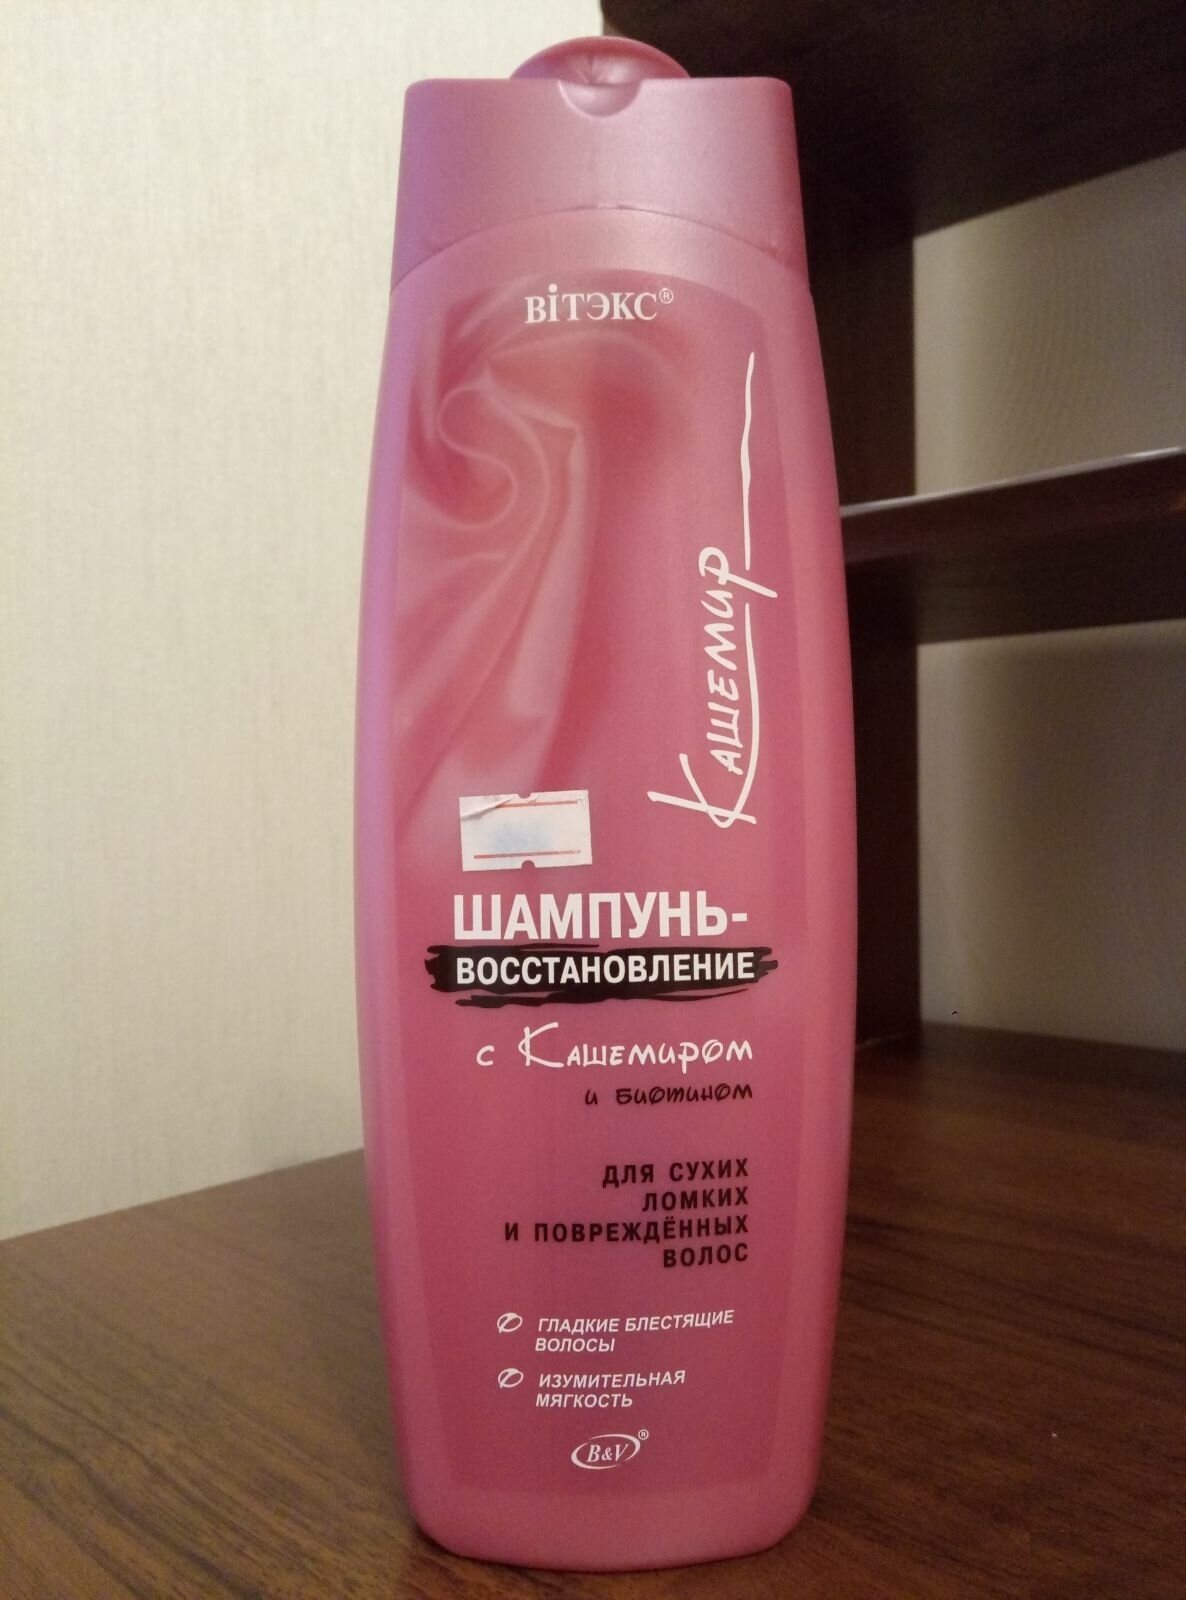 вiтэкс®
Кашемир
ШАМПУНЬ-
ВОССТАНОВЛЕНИЕ
с Кашемиром
и биотином
ДЛЯ СУХИХ
ЛОМКИХ
И ПОВРЕЖДЁННЫХ
ВОЛОС
ГЛАДКИЕ БЛЕСТЯЩИЕ
ВОЛОСЫ
ИЗУМИТЕЛЬНАЯ
МЯГКОСТЬ
B&V®